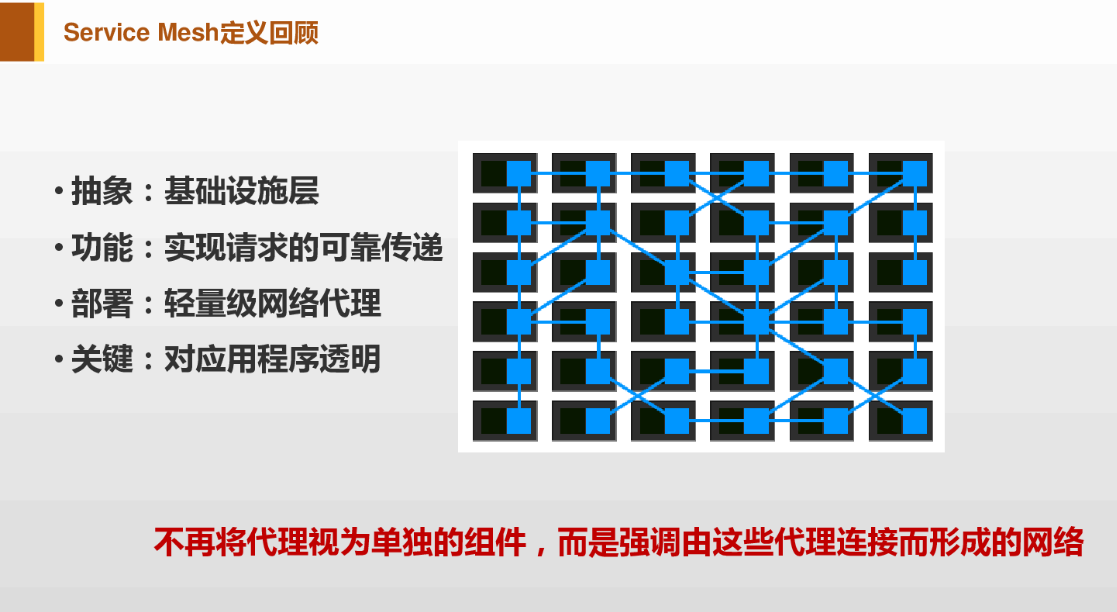 Service Mesh定义回顾
• 抽象：基础设施层
• 功能：实现请求的可靠传递
• 部署：轻量级网络代理
• 关键：对应用程序透明
不再将代理视为单独的组件，而是强调由这些代理连接而形成的网络